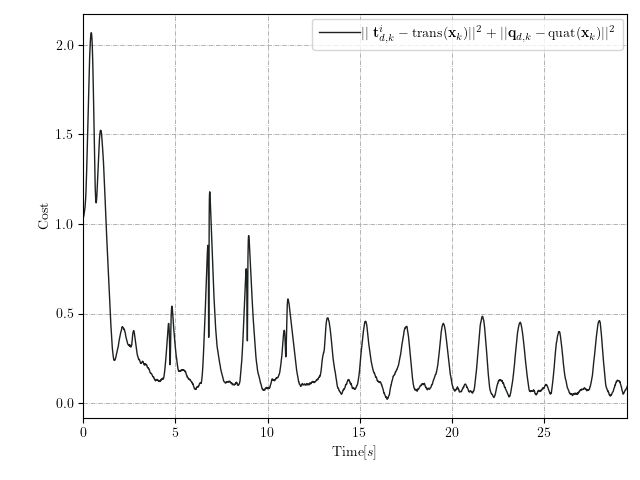 || t^i_{d,k} − trans(x_k)||^2 + ||q_{d,k} − quat(x_k)||^2
2.0
1.5
1.0
0.5
0.0
Cost
0 5 10 15 20 25
Time[s]